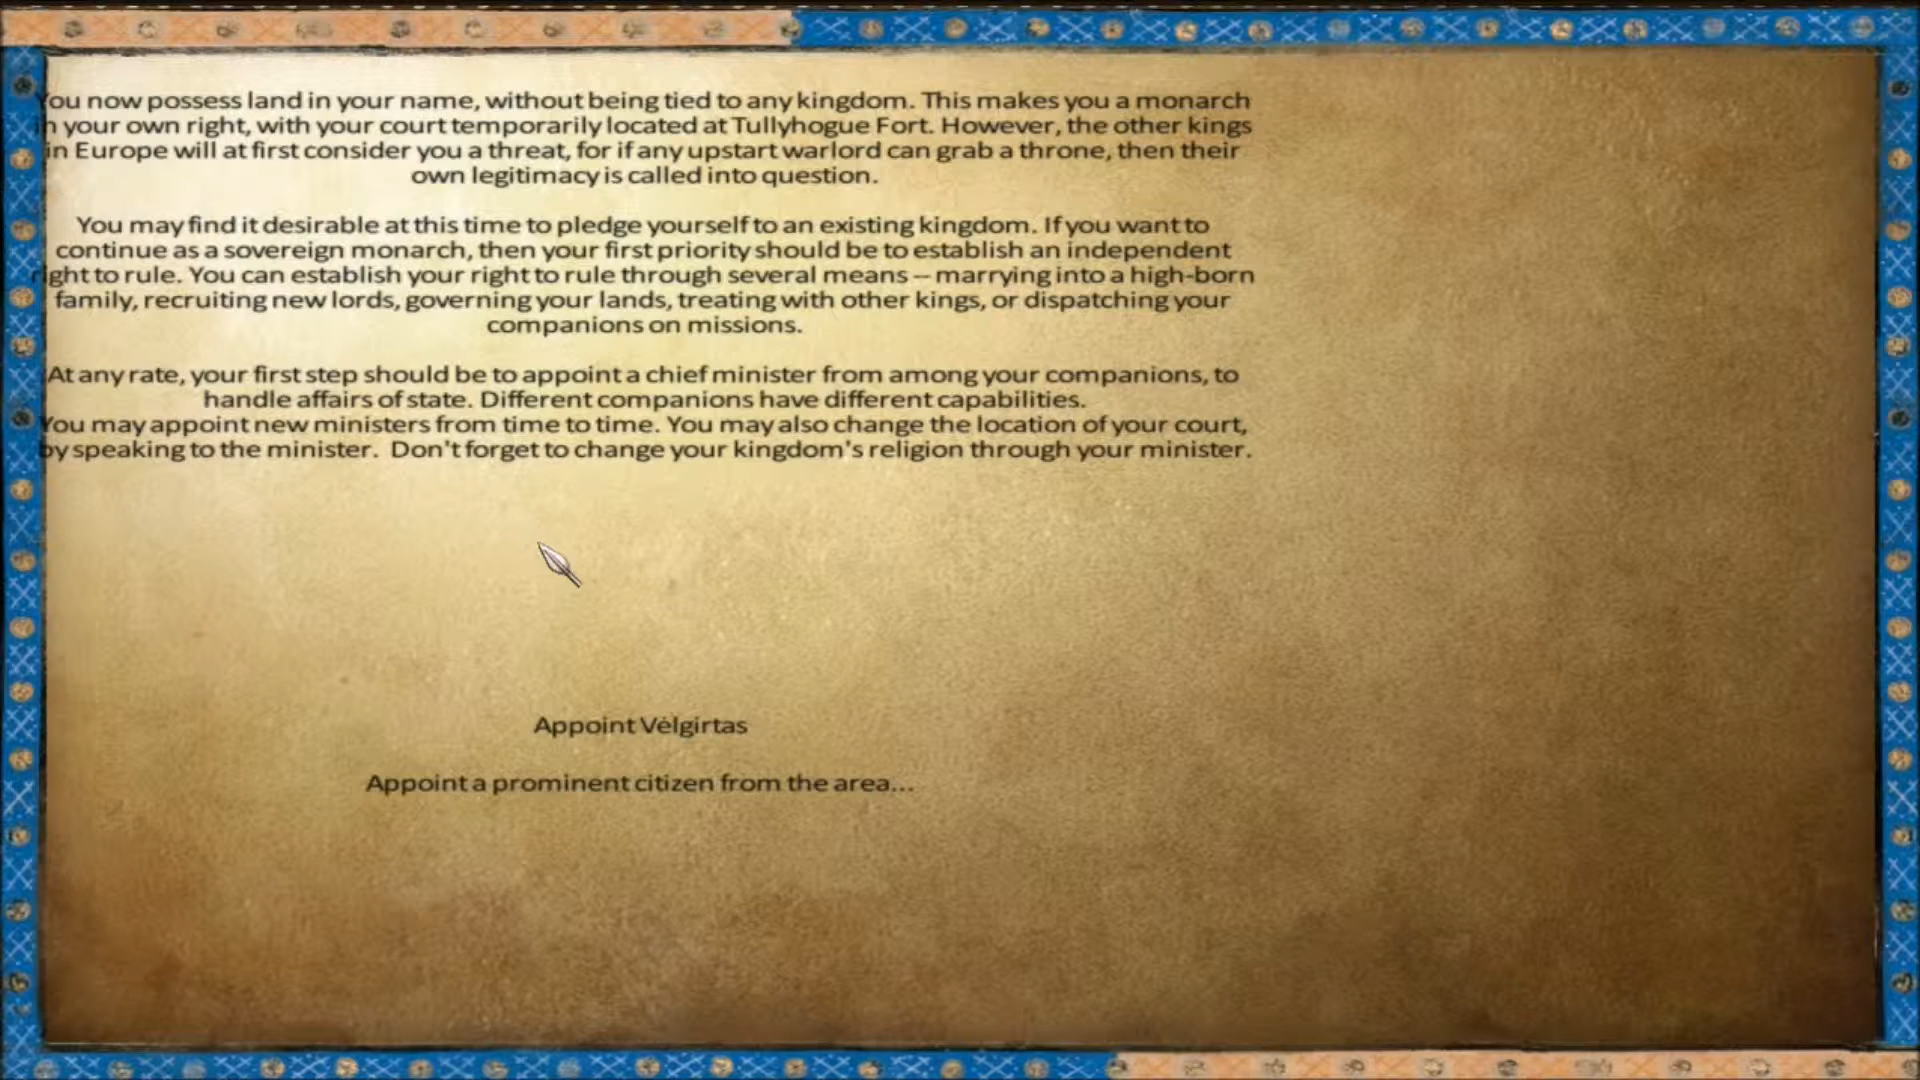 You now possess land in your name, without being tied to any kingdom. This makes you a monarch
in your own right, with your court temporarily located at Tullyhogue Fort. However, the other kings
in Europe will at first consider you a threat, for if any upstart warlord can grab a throne, then their
own legitimacy is called into question.
You may find it desirable at this time to pledge yourself to an existing kingdom. If you want to
continue as a sovereign monarch, then your first priority should be to establish an independent
right to rule. You can establish your right to rule through several means – marrying into a high-born
family, recruiting new lords, governing your lands, treating with other kings, or dispatching your
companions on missions.
At any rate, your first step should be to appoint a chief minister from among your companions, to
handle affairs of state. Different companions have different capabilities.
You may appoint new ministers from time to time. You may also change the location of your court,
by speaking to the minister. Don't forget to change your kingdom's religion through your minister.
Appoint Vėlgirtas
Appoint a prominent citizen from the area...